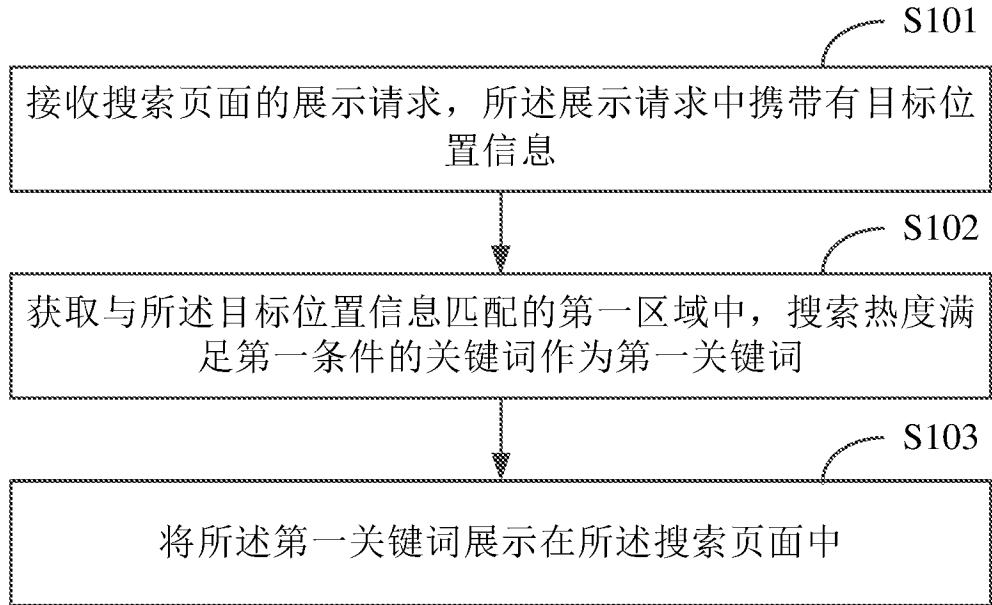 S101
接收搜索页面的展示请求，所述展示请求中携带有目标位
置信息
S102
获取与所述目标位置信息匹配的第一区域中，搜索热度满
足第一条件的关键词作为第一关键词
S103
将所述第一关键词展示在所述搜索页面中